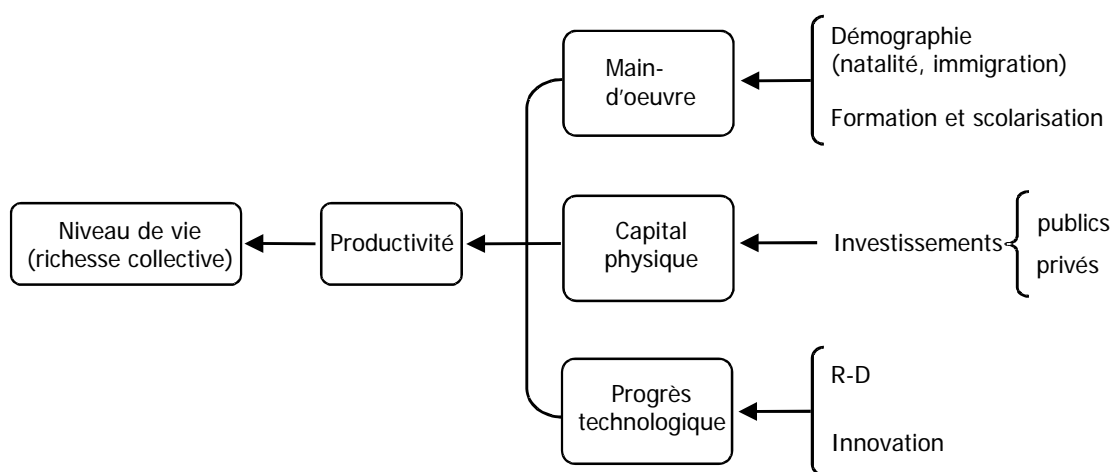 Main-
d'oeuvre
Démographie
(natalité, immigration)
Formation et scolarisation
Niveau de vie
(richesse collective)
Productivité
Capital
physique
Investissements
publics
privés
Progrès
technologique
R-D
Innovation